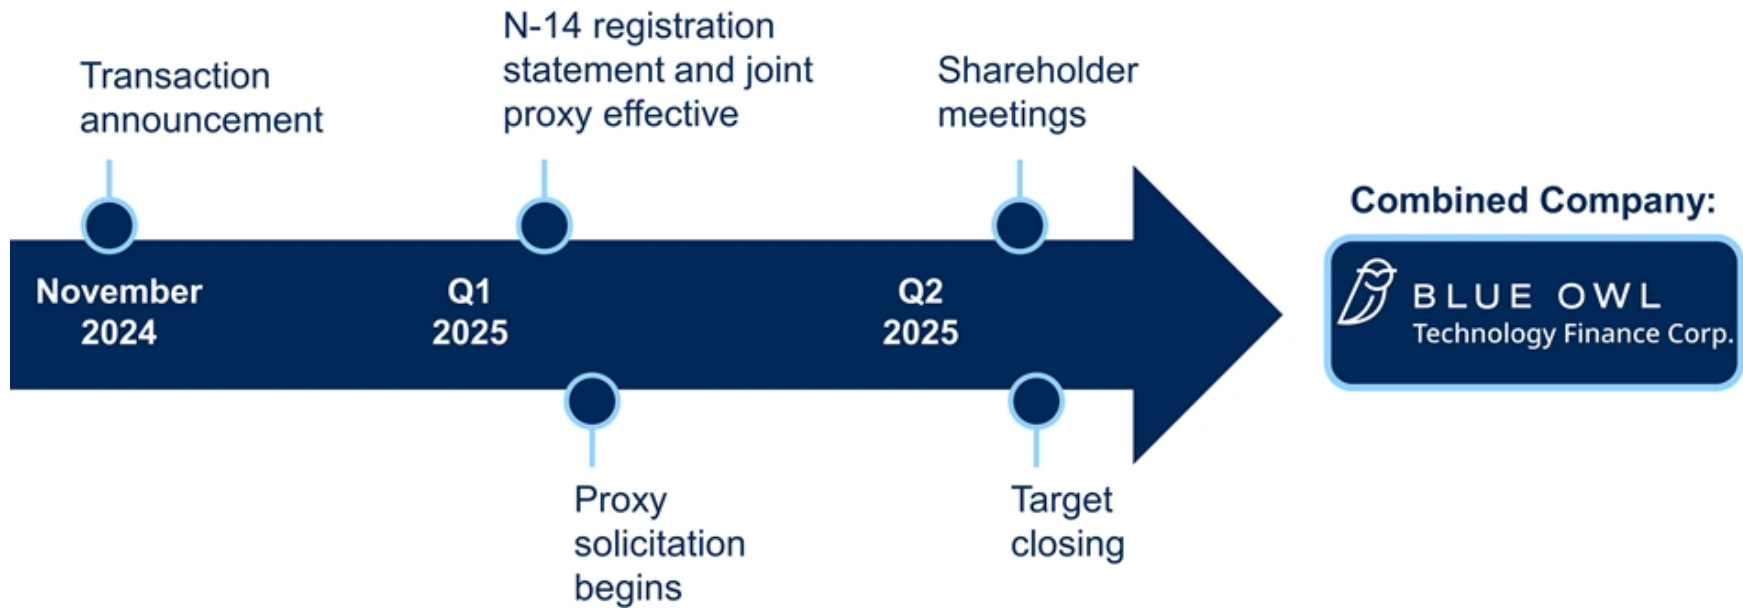 Transaction
announcement
N-14 registration
statement and joint
proxy effective
Shareholder
meetings
November
2024
Q1
2025
Q2
2025
Proxy
solicitation
begins
Target
closing
Combined Company:
BLUE OWL
Technology Finance Corp.